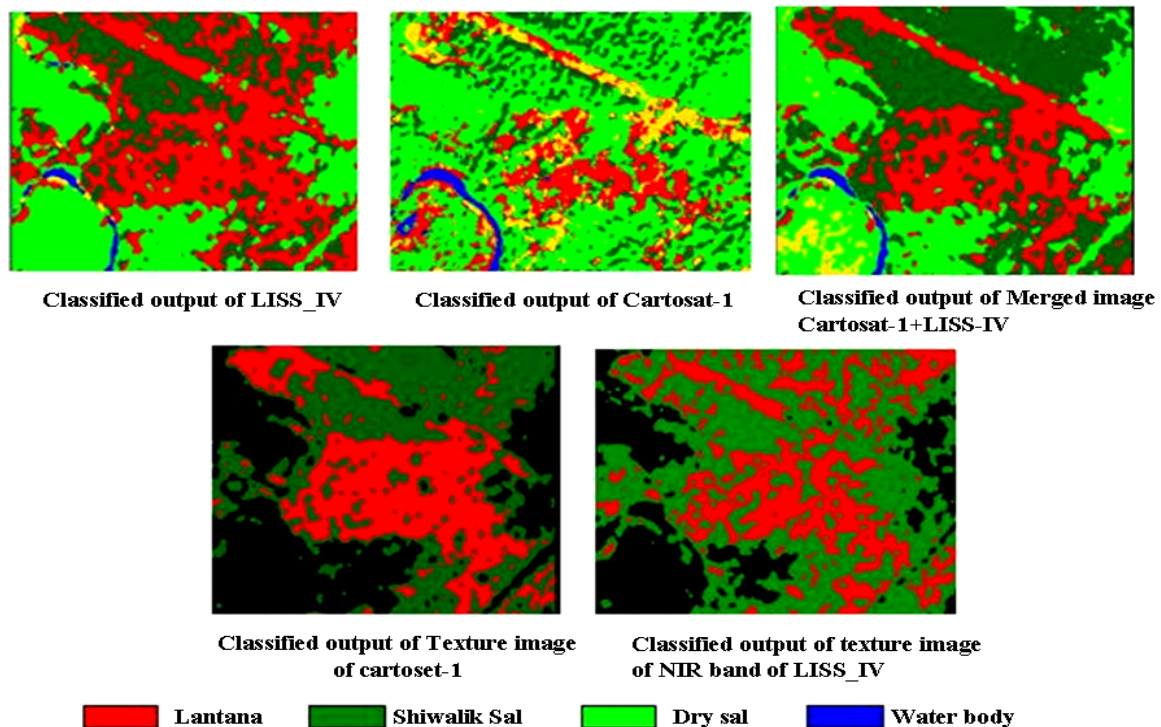 Classified output of LISS_IV
Classified output of Cartosat-1
Classified output of Merged image
Cartosat-1+LISS-IV
Classified output of Texture image
of cartoset-1
Classified output of texture image
of NIR band of LISS_IV
Lantana
Shiwalik Sal
Dry sal
Water body